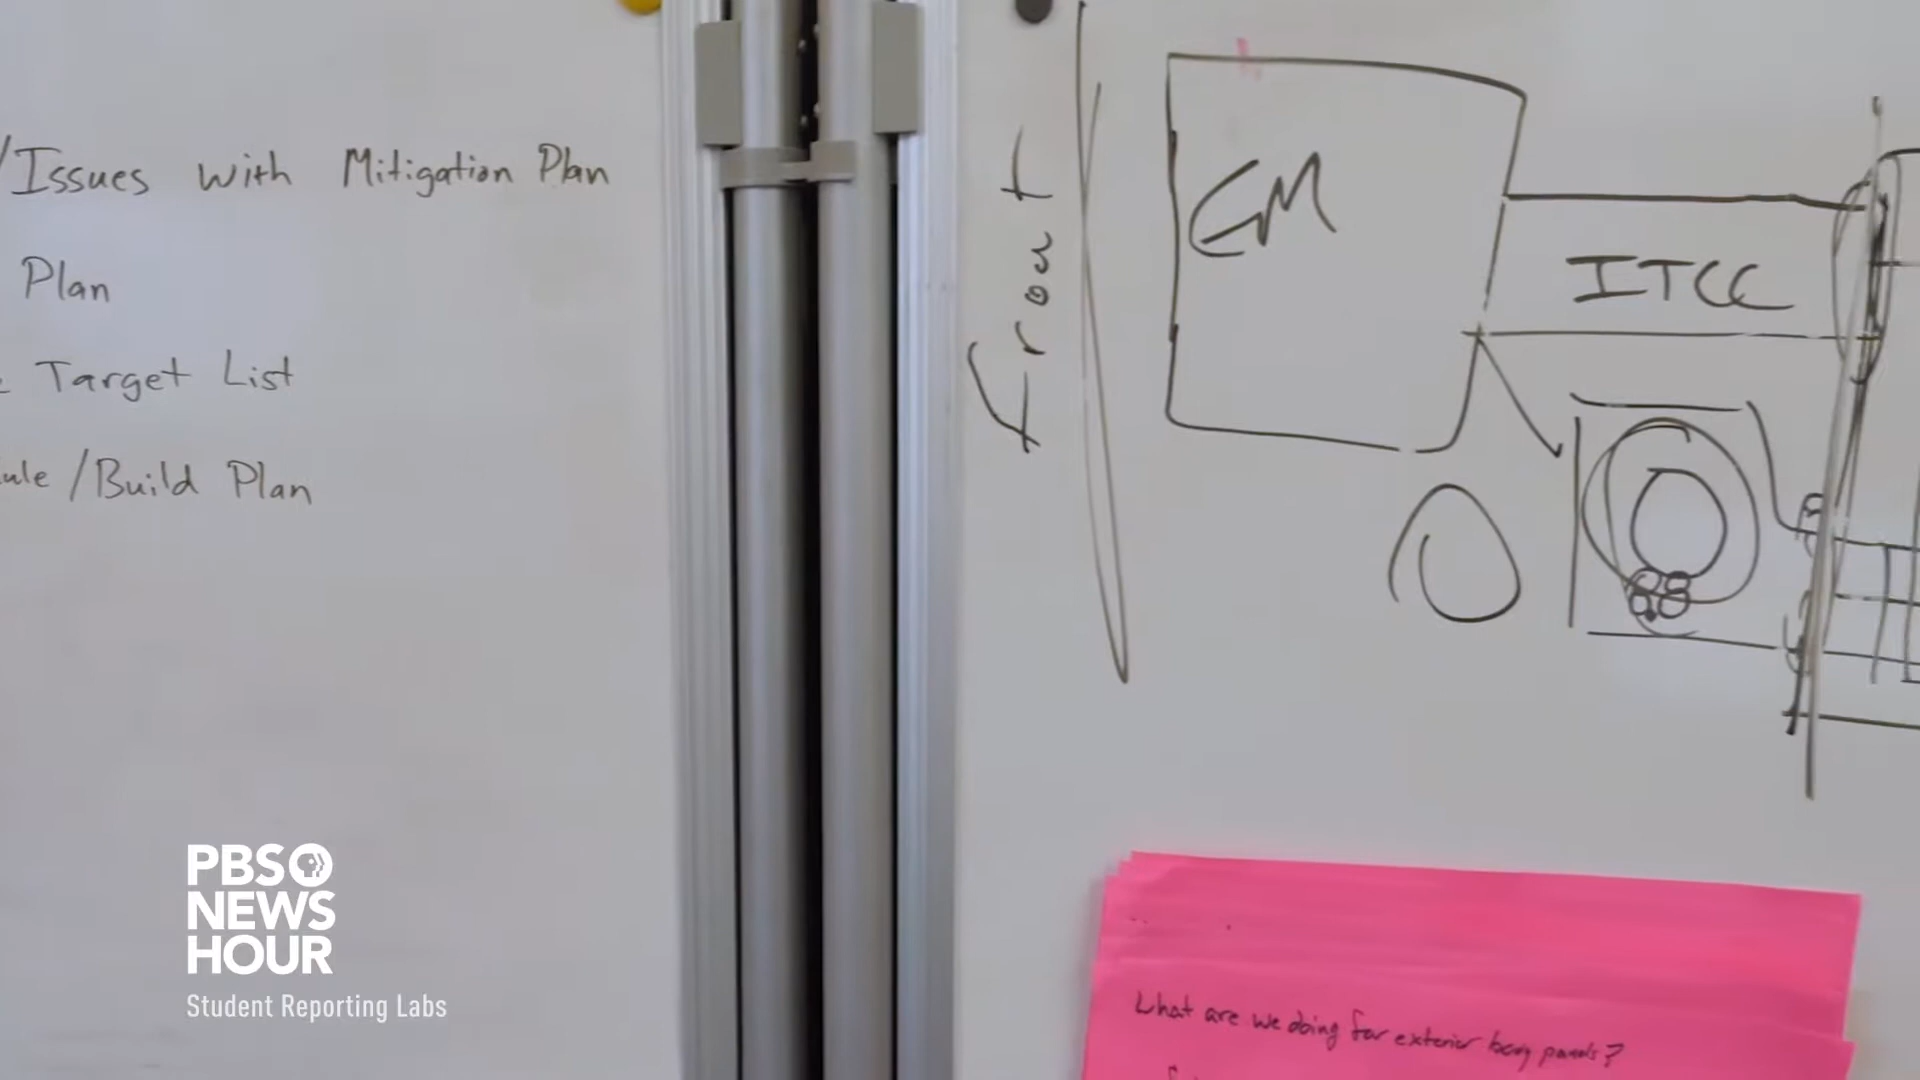 /Issues with Mitigation Plan
Plan
Target List
ule /Build Plan
front
EM
ITCC
What are we doing for exterior body panels?
PBS
NEWS
HOUR
Student Reporting Labs